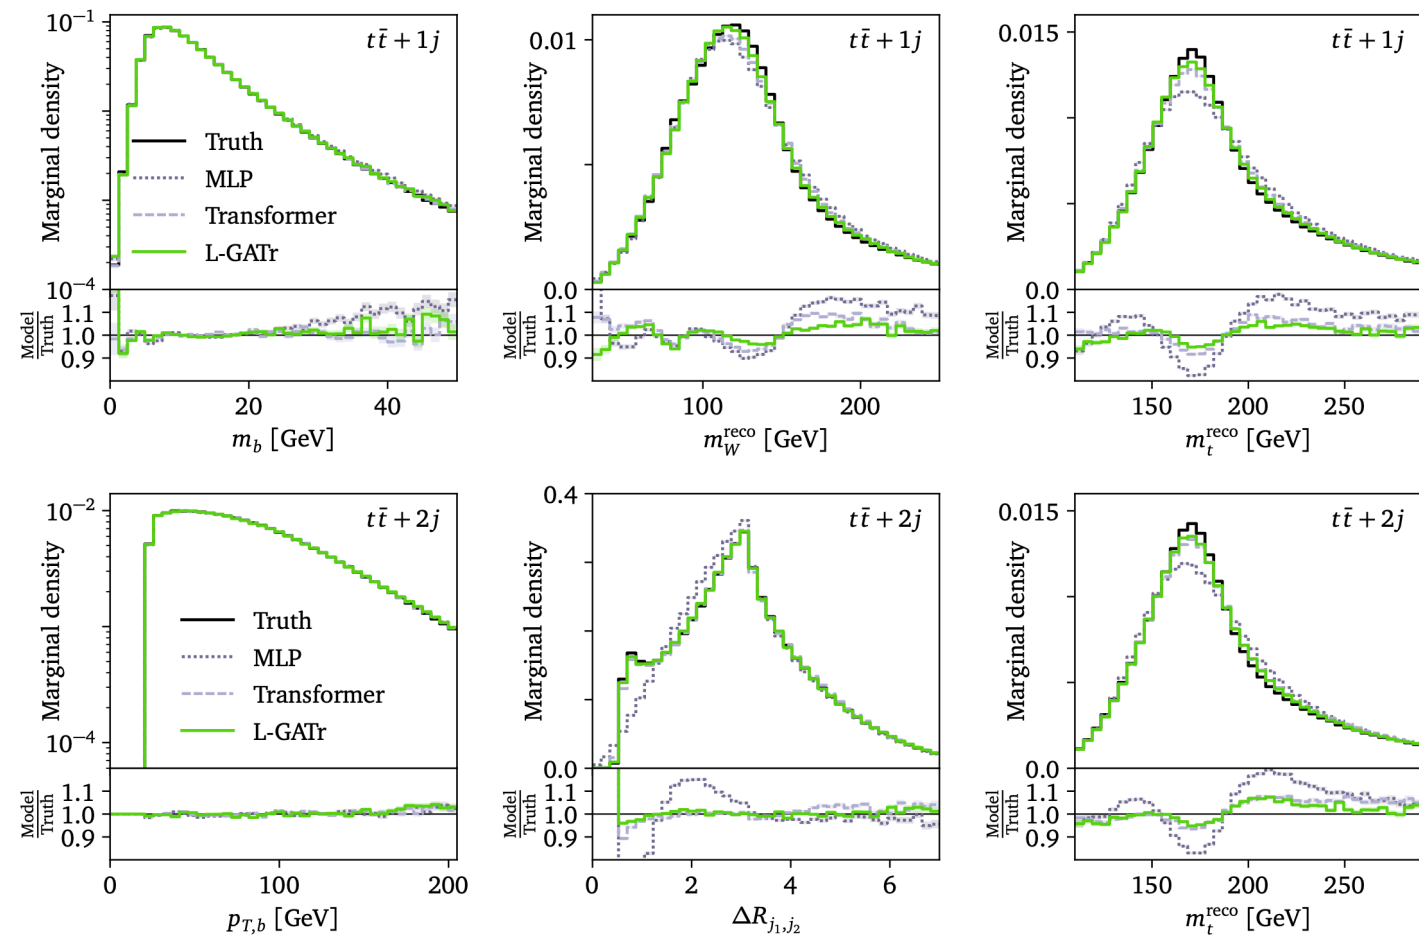 10⁻¹
10⁻⁴
Marginal density
tt̄ + 1j
Truth
MLP
Transformer
L-GATr
Model
Truth
1.1
1.0
0.9
0 20 40
m_b [GeV]
0.01
0.0
Marginal density
tt̄ + 1j
Model
Truth
1.1
1.0
0.9
100 200
m_W^reco [GeV]
0.015
0.0
Marginal density
tt̄ + 1j
Model
Truth
1.1
1.0
0.9
150 200 250
m_t^reco [GeV]
10⁻²
10⁻⁴
Marginal density
tt̄ + 2j
Truth
MLP
Transformer
L-GATr
Model
Truth
1.1
1.0
0.9
0 100 200
p_{T,b} [GeV]
0.4
0.0
Marginal density
tt̄ + 2j
Model
Truth
1.1
1.0
0.9
0 2 4 6
ΔR_{j₁,j₂}
0.015
0.0
Marginal density
tt̄ + 2j
Model
Truth
1.1
1.0
0.9
150 200 250
m_t^reco [GeV]